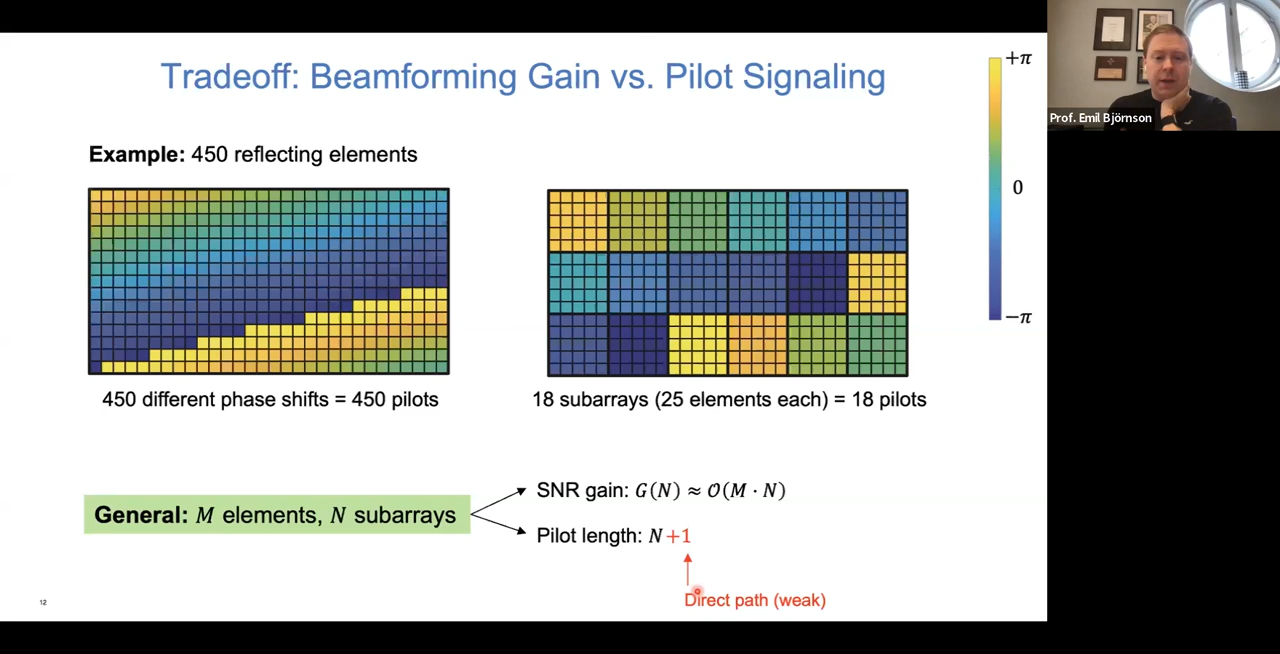 Tradeoff: Beamforming Gain vs. Pilot Signaling
Example: 450 reflecting elements
450 different phase shifts = 450 pilots
18 subarrays (25 elements each) = 18 pilots
+π
0
−π
General: M elements, N subarrays
SNR gain: G(N) ≈ 𝒪(M · N)
Pilot length: N +1
Direct path (weak)
12
Prof. Emil Björnson